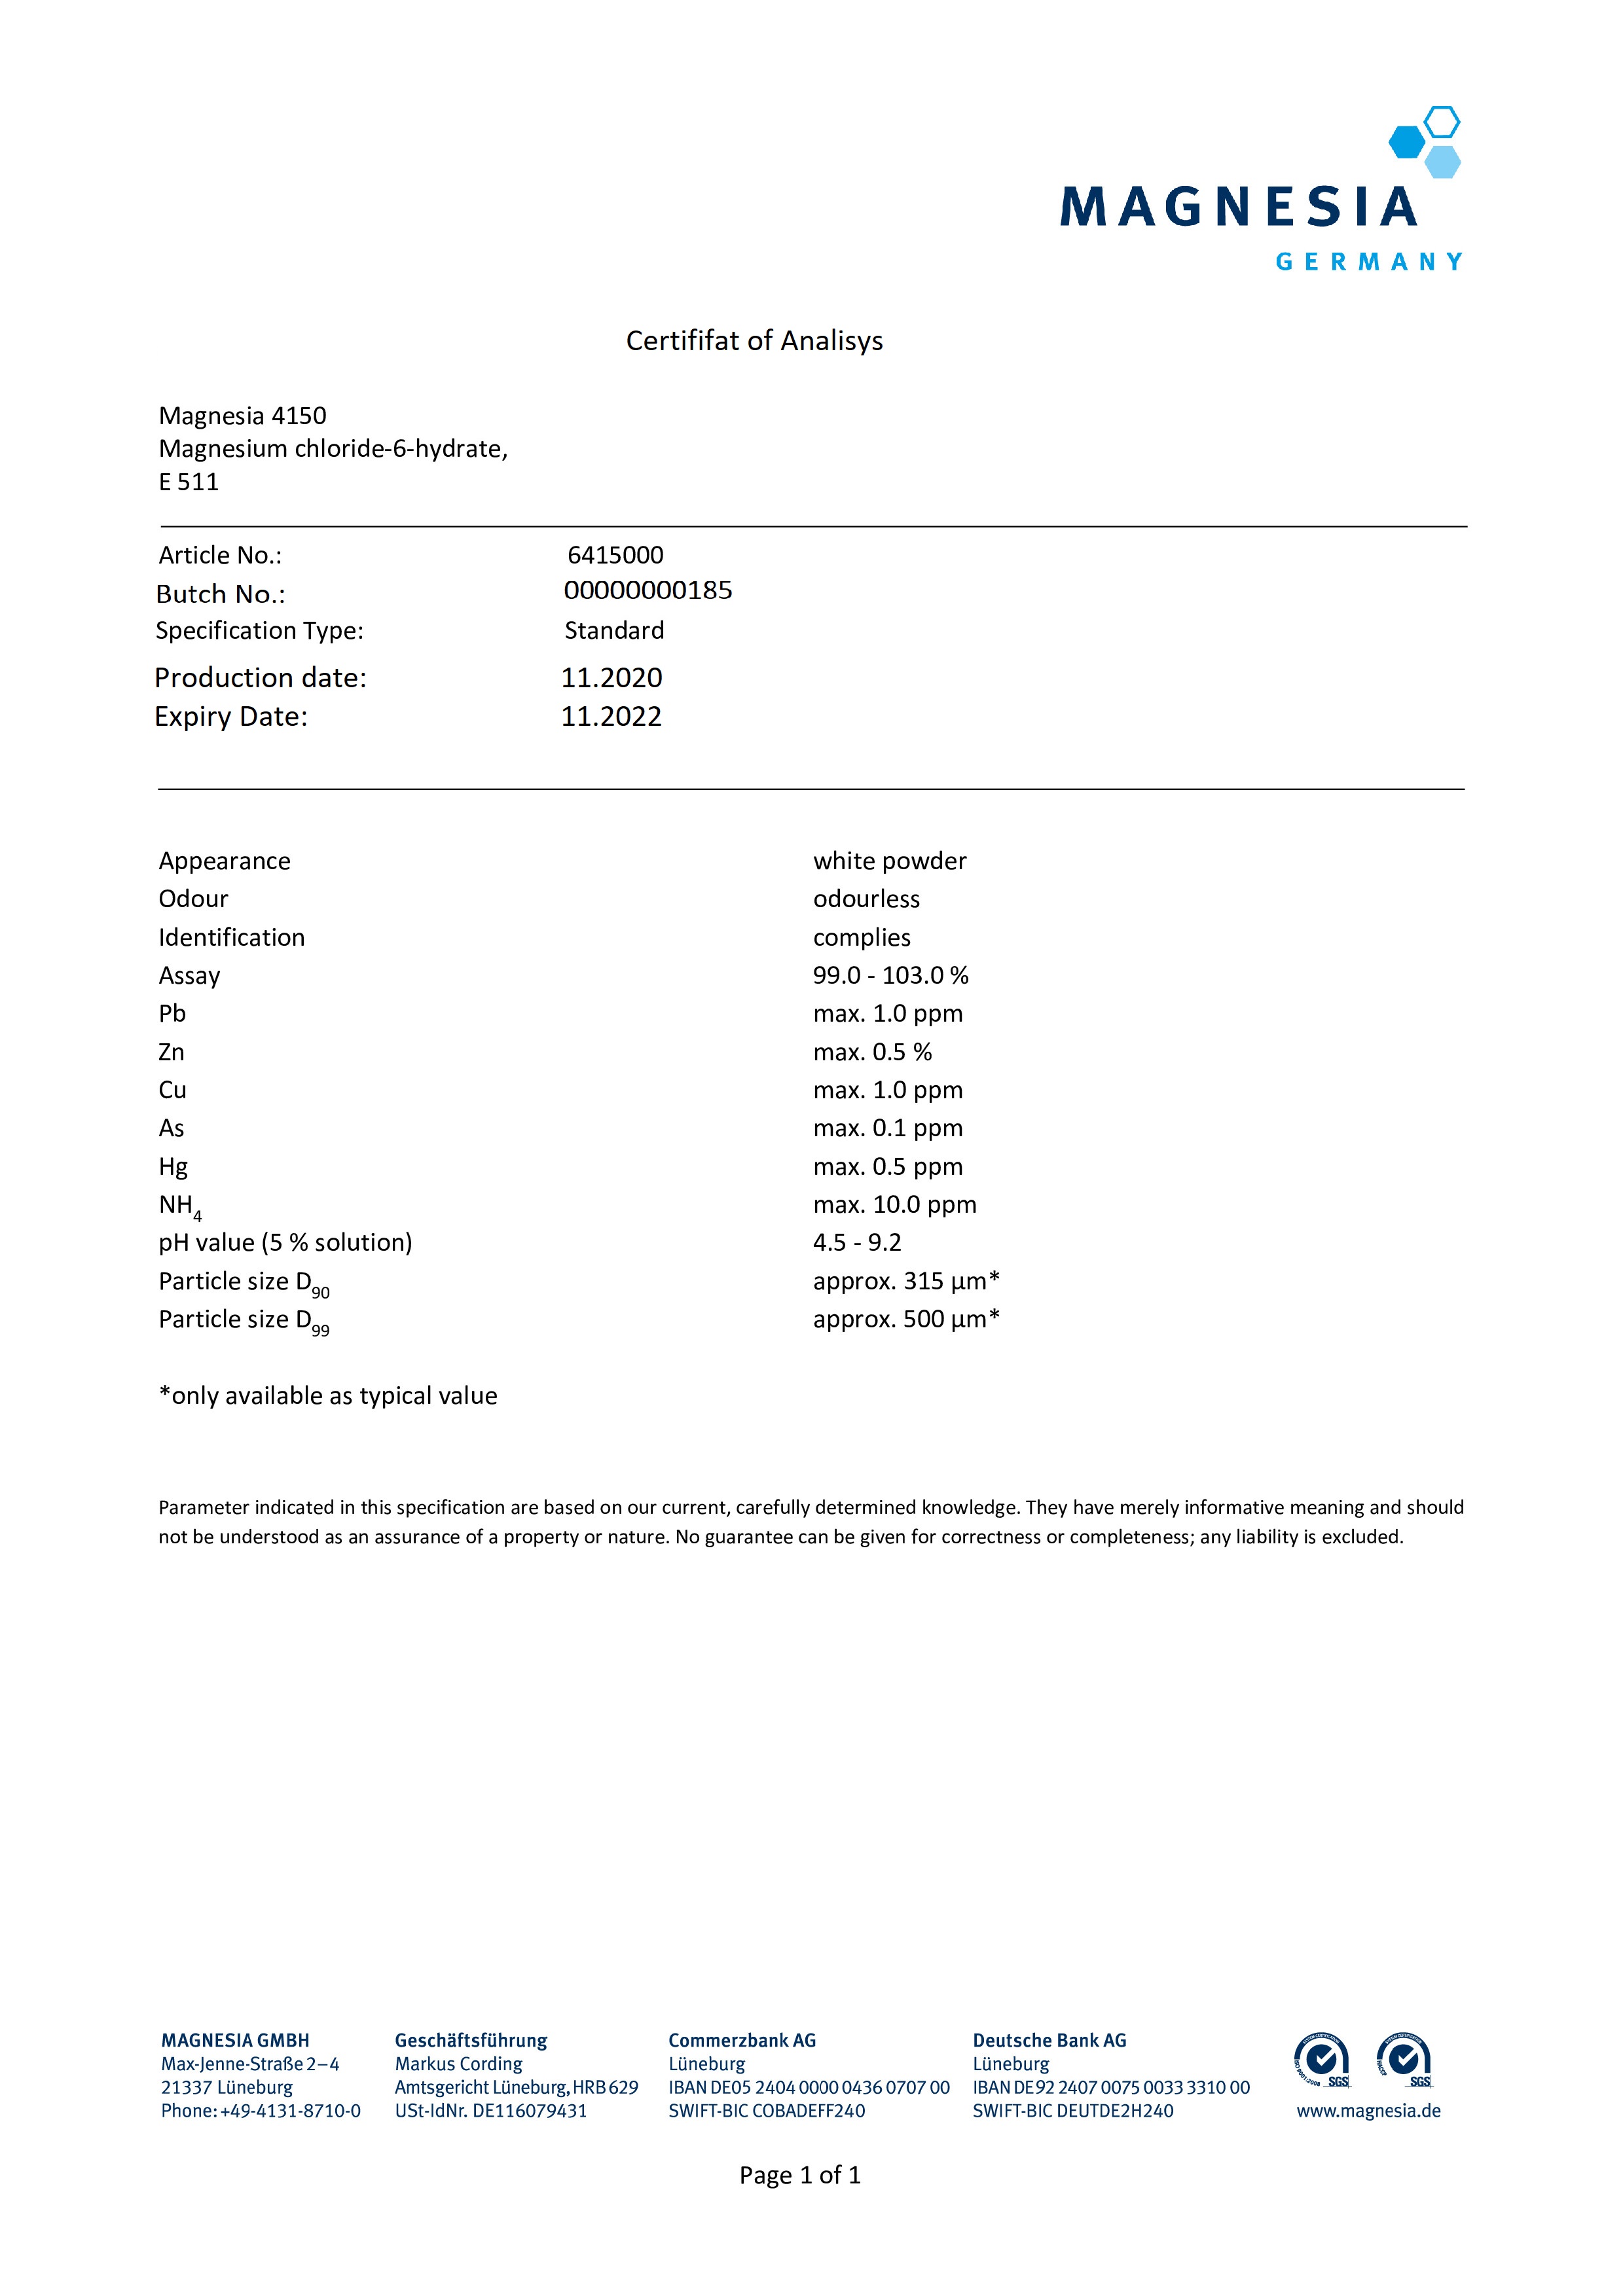 MAGNESIA
GERMANY
Certififat of Analisys
Magnesia 4150
Magnesium chloride-6-hydrate,
E 511
Article No.: 6415000
Butch No.: 00000000185
Specification Type: Standard
Production date: 11.2020
Expiry Date: 11.2022
Appearance white powder
Odour odourless
Identification complies
Assay 99.0 - 103.0 %
Pb max. 1.0 ppm
Zn max. 0.5 %
Cu max. 1.0 ppm
As max. 0.1 ppm
Hg max. 0.5 ppm
NH4 max. 10.0 ppm
pH value (5 % solution) 4.5 - 9.2
Particle size D90 approx. 315 µm*
Particle size D99 approx. 500 µm*
*only available as typical value
Parameter indicated in this specification are based on our current, carefully determined knowledge. They have merely informative meaning and should
not be understood as an assurance of a property or nature. No guarantee can be given for correctness or completeness; any liability is excluded.
MAGNESIA GMBH
Max-Jenne-Straße 2–4
21337 Lüneburg
Phone: +49-4131-8710-0
Geschäftsführung
Markus Cording
Amtsgericht Lüneburg, HRB 629
USt-IdNr. DE116079431
Commerzbank AG
Lüneburg
IBAN DE05 2404 0000 0436 0707 00
SWIFT-BIC COBADEFF240
Deutsche Bank AG
Lüneburg
IBAN DE92 2407 0075 0033 3310 00
SWIFT-BIC DEUTDE2H240
SGS
SGS
www.magnesia.de
Page 1 of 1